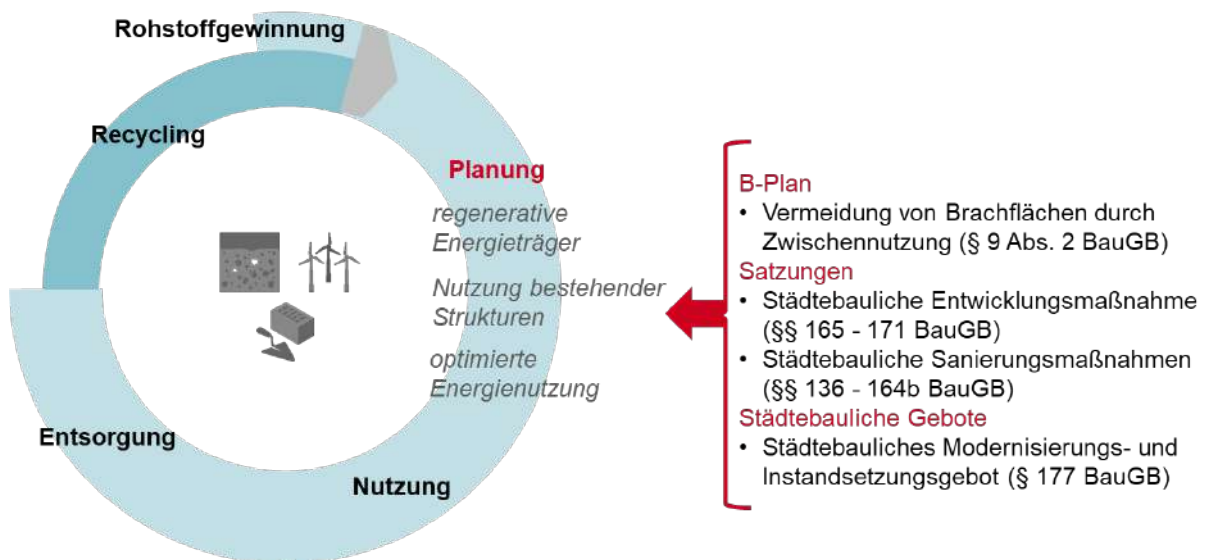 Rohstoffgewinnung
Recycling
Planung
regenerative
Energieträger
Nutzung bestehender
Strukturen
optimierte
Energienutzung
Entsorgung
Nutzung
B-Plan
• Vermeidung von Brachflächen durch
Zwischennutzung (§ 9 Abs. 2 BauGB)
Satzungen
• Städtebauliche Entwicklungsmaßnahme
(§§ 165 - 171 BauGB)
• Städtebauliche Sanierungsmaßnahmen
(§§ 136 - 164b BauGB)
Städtebauliche Gebote
• Städtebauliches Modernisierungs- und
Instandsetzungsgebot (§ 177 BauGB)